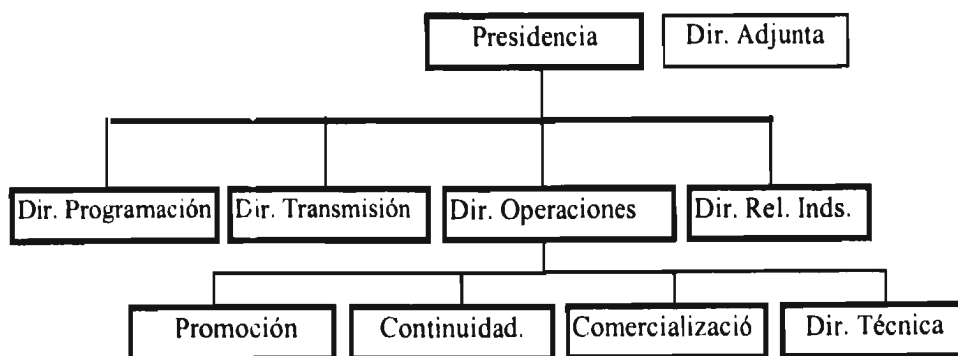 Presidencia
Dir. Adjunta
Dir. Programación
Dir. Transmisión
Dir. Operaciones
Dir. Rel. Inds.
Promoción
Continuidad.
Comercializació
Dir. Técnica